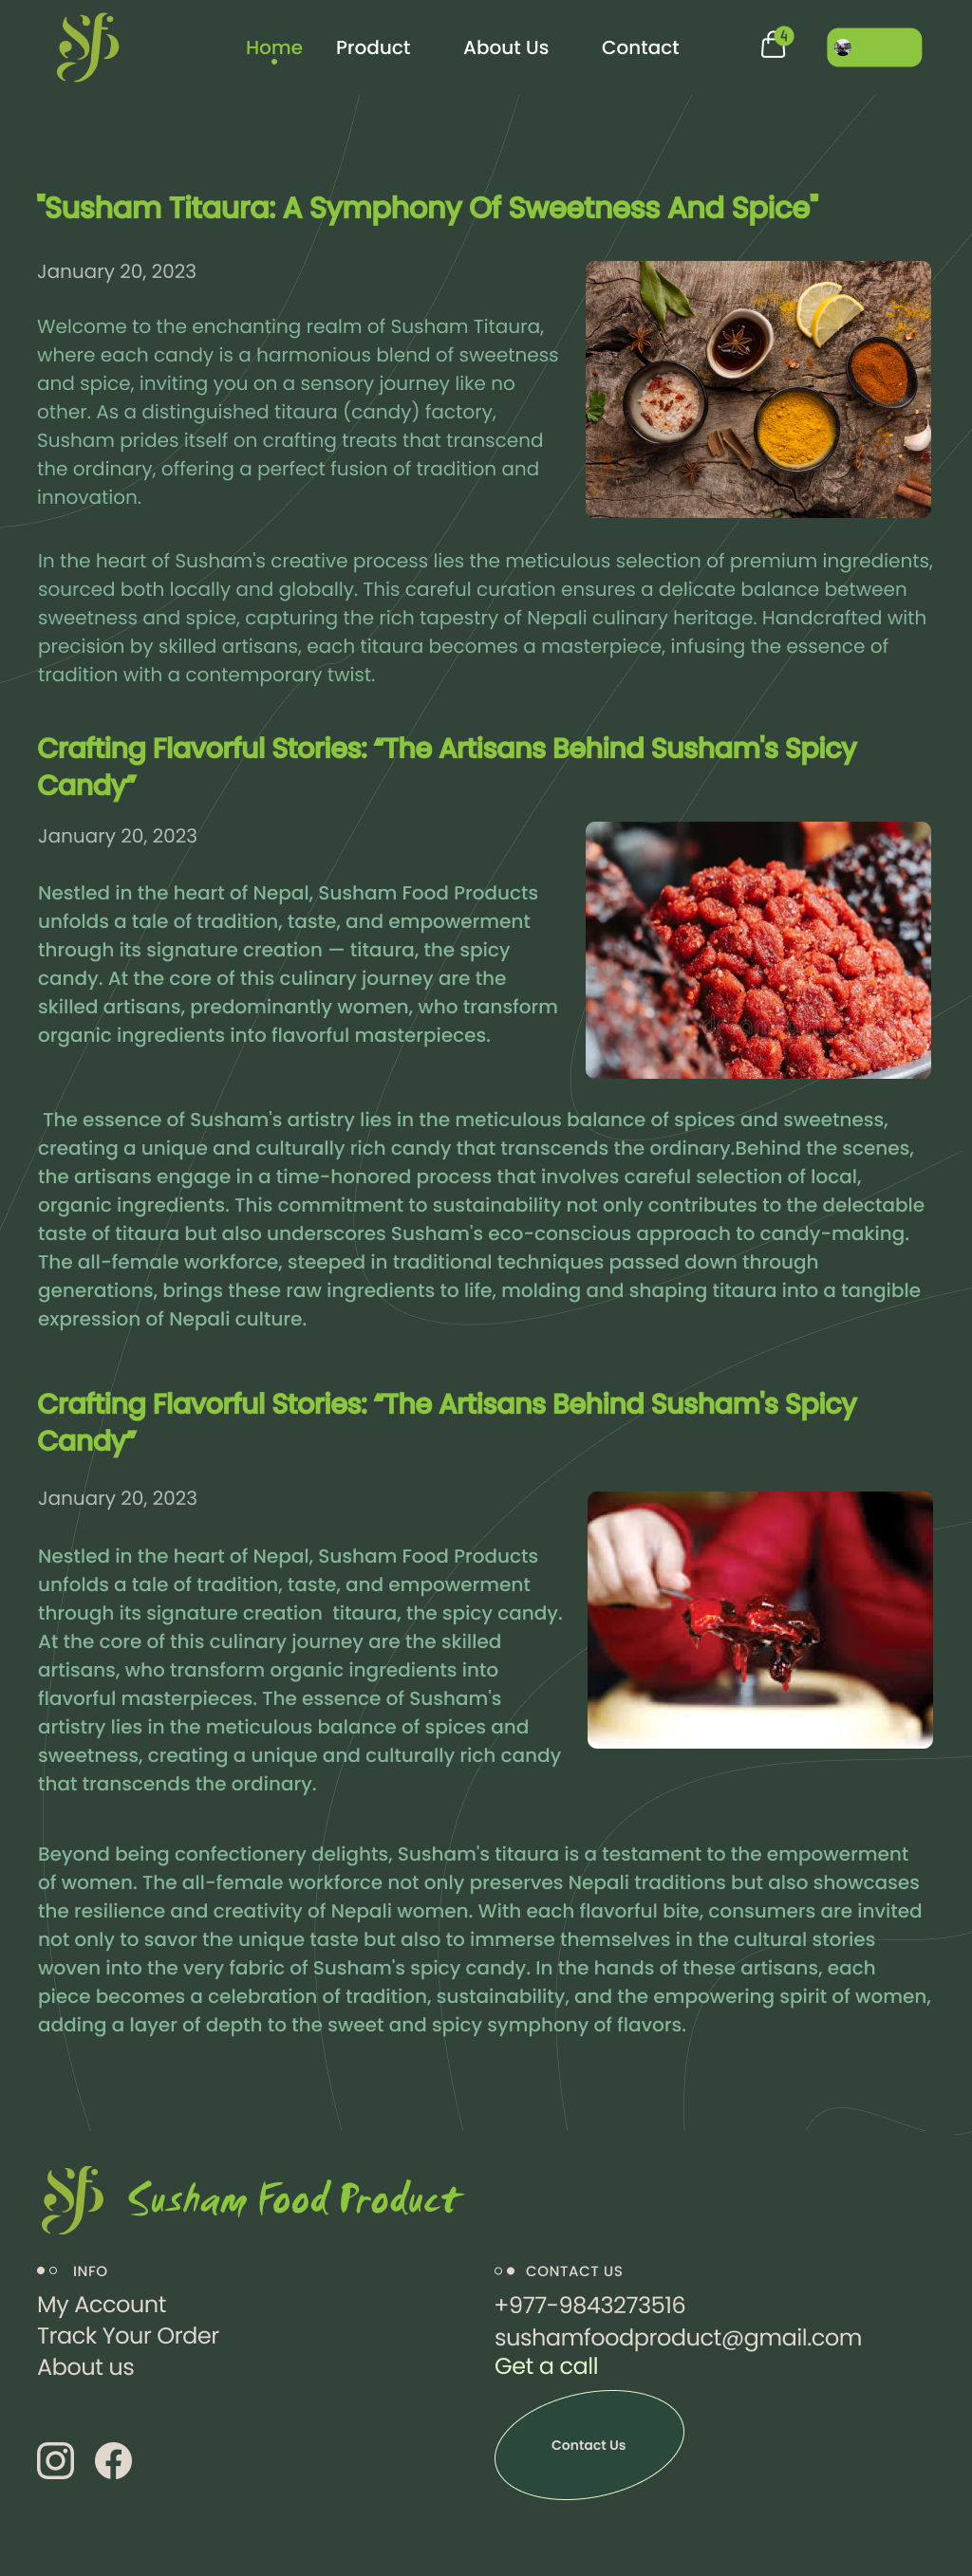 Home Product About Us Contact 4
"Susham Titaura: A Symphony Of Sweetness And Spice"
January 20, 2023
Welcome to the enchanting realm of Susham Titaura,
where each candy is a harmonious blend of sweetness
and spice, inviting you on a sensory journey like no
other. As a distinguished titaura (candy) factory,
Susham prides itself on crafting treats that transcend
the ordinary, offering a perfect fusion of tradition and
innovation.
In the heart of Susham's creative process lies the meticulous selection of premium ingredients,
sourced both locally and globally. This careful curation ensures a delicate balance between
sweetness and spice, capturing the rich tapestry of Nepali culinary heritage. Handcrafted with
precision by skilled artisans, each titaura becomes a masterpiece, infusing the essence of
tradition with a contemporary twist.
Crafting Flavorful Stories: “The Artisans Behind Susham's Spicy
Candy”
January 20, 2023
Nestled in the heart of Nepal, Susham Food Products
unfolds a tale of tradition, taste, and empowerment
through its signature creation — titaura, the spicy
candy. At the core of this culinary journey are the
skilled artisans, predominantly women, who transform
organic ingredients into flavorful masterpieces.
The essence of Susham's artistry lies in the meticulous balance of spices and sweetness,
creating a unique and culturally rich candy that transcends the ordinary.Behind the scenes,
the artisans engage in a time-honored process that involves careful selection of local,
organic ingredients. This commitment to sustainability not only contributes to the delectable
taste of titaura but also underscores Susham's eco-conscious approach to candy-making.
The all-female workforce, steeped in traditional techniques passed down through
generations, brings these raw ingredients to life, molding and shaping titaura into a tangible
expression of Nepali culture.
Crafting Flavorful Stories: “The Artisans Behind Susham's Spicy
Candy”
January 20, 2023
Nestled in the heart of Nepal, Susham Food Products
unfolds a tale of tradition, taste, and empowerment
through its signature creation  titaura, the spicy candy.
At the core of this culinary journey are the skilled
artisans, who transform organic ingredients into
flavorful masterpieces. The essence of Susham's
artistry lies in the meticulous balance of spices and
sweetness, creating a unique and culturally rich candy
that transcends the ordinary.
Beyond being confectionery delights, Susham's titaura is a testament to the empowerment
of women. The all-female workforce not only preserves Nepali traditions but also showcases
the resilience and creativity of Nepali women. With each flavorful bite, consumers are invited
not only to savor the unique taste but also to immerse themselves in the cultural stories
woven into the very fabric of Susham's spicy candy. In the hands of these artisans, each
piece becomes a celebration of tradition, sustainability, and the empowering spirit of women,
adding a layer of depth to the sweet and spicy symphony of flavors.
Susham Food Product
INFO
My Account
Track Your Order
About us
CONTACT US
+977-9843273516
sushamfoodproduct@gmail.com
Get a call
Contact Us